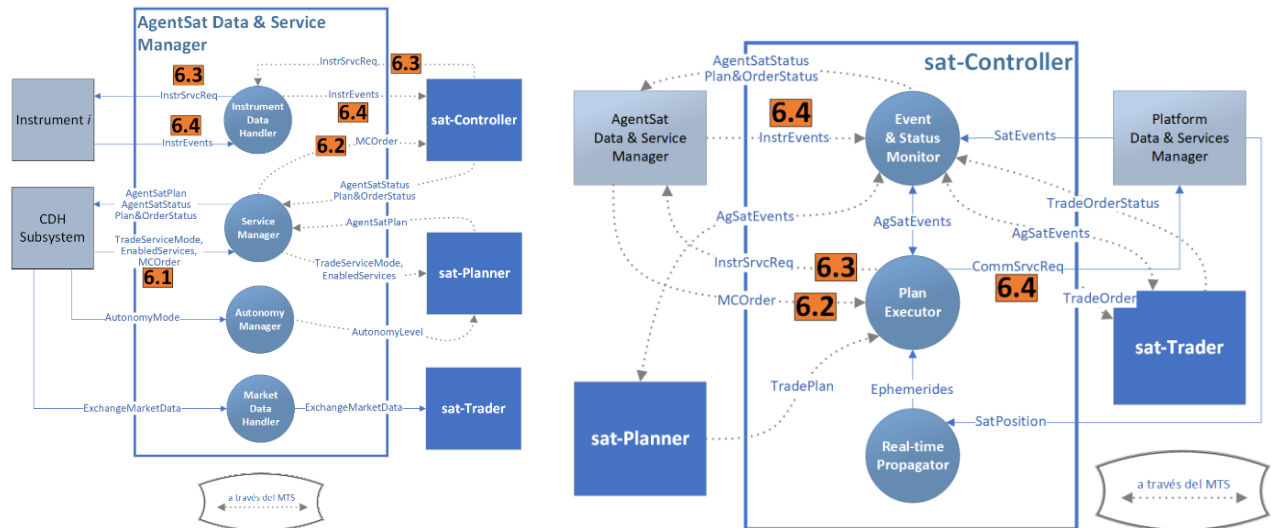 AgentSat Data & Service
Manager
6.3
InstrSrvcReq
6.3
InstrSrvcReq
Instrument i
Instrument
Data
Handler
InstrEvents
6.4
sat-Controller
6.4
InstrEvents
6.2
MCOrder
AgentSatPlan
AgentSatStatus
Plan&OrderStatus
AgentSatStatus
Plan&OrderStatus
CDH
Subsystem
Service
Manager
AgentSatPlan
TradeServiceMode,
EnabledServices,
MCOrder
6.1
TradeServiceMode,
EnabledServices
sat-Planner
AutonomyMode
Autonomy
Manager
AutonomyLevel
ExchangeMarketData
Market
Data
Handler
ExchangeMarketData
sat-Trader
a través del MTS
sat-Controller
AgentSatStatus
Plan&OrderStatus
AgentSat
Data & Service
Manager
6.4
InstrEvents
Event
& Status
Monitor
SatEvents
Platform
Data & Services
Manager
TradeOrderStatus
AgSatEvents
AgSatEvents
AgSatEvents
InstrSrvcReq
6.3
CommSrvcReq
6.4
MCOrder
6.2
Plan
Executor
TradeOrder
sat-Trader
TradePlan
Ephemerides
sat-Planner
SatPosition
Real-time
Propagator
a través del MTS